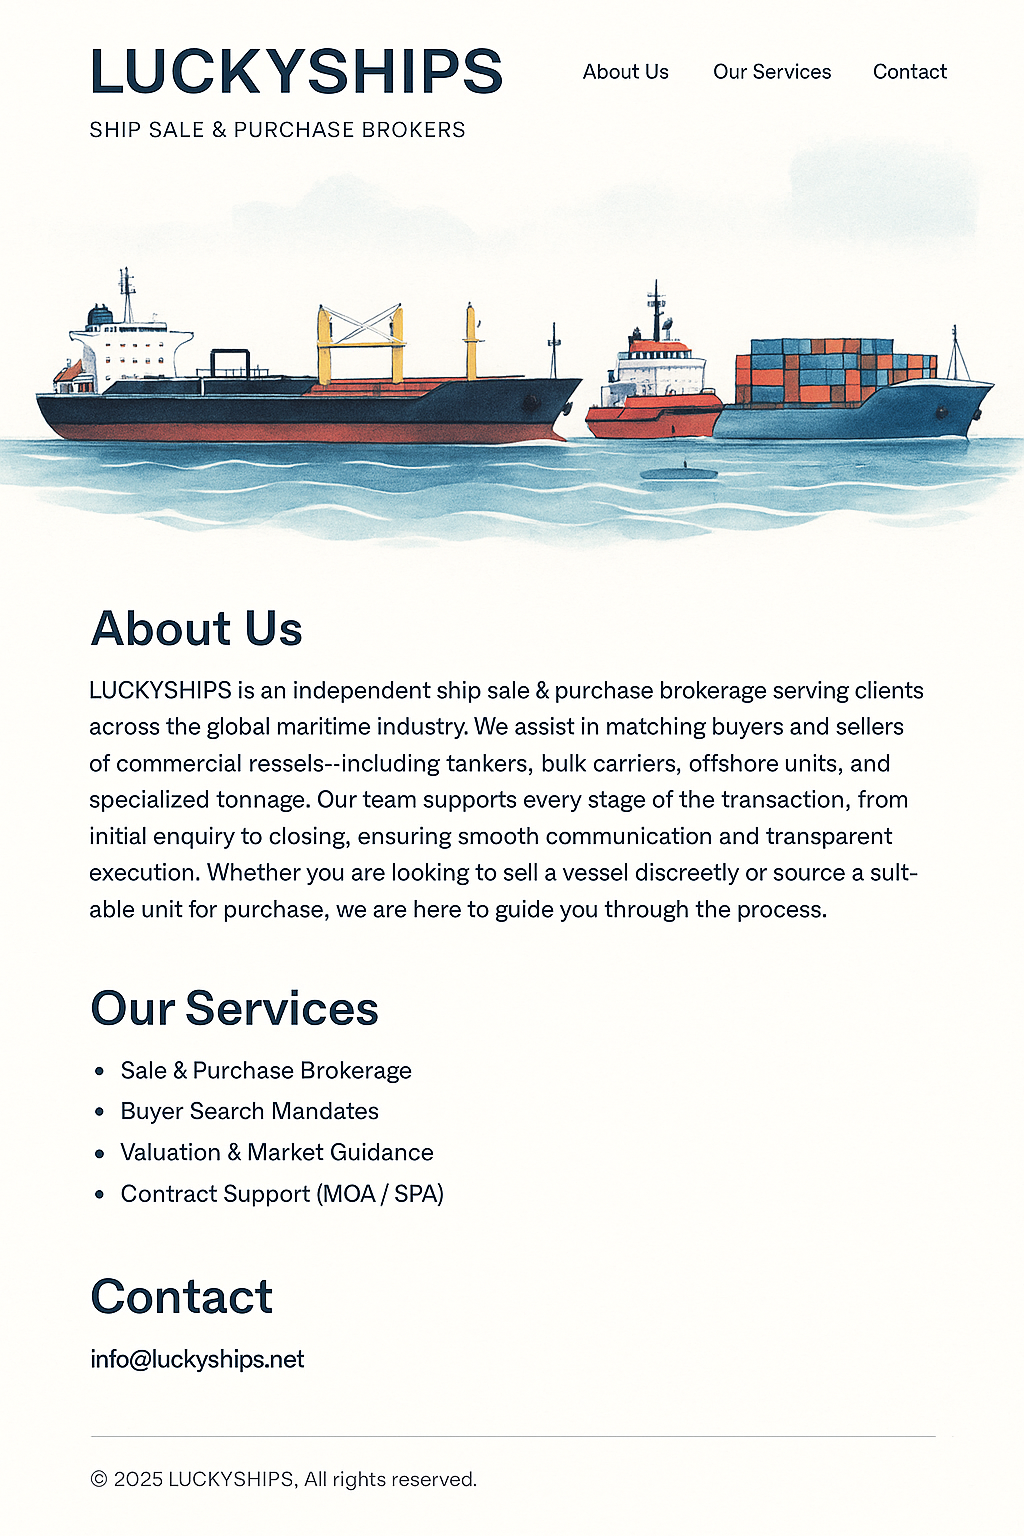 LUCKYSHIPS
SHIP SALE & PURCHASE BROKERS
About Us
Our Services
Contact
About Us
LUCKYSHIPS is an independent ship sale & purchase brokerage serving clients
across the global maritime industry. We assist in matching buyers and sellers
of commercial ressels--including tankers, bulk carriers, offshore units, and
specialized tonnage. Our team supports every stage of the transaction, from
initial enquiry to closing, ensuring smooth communication and transparent
execution. Whether you are looking to sell a vessel discreetly or source a sult-
able unit for purchase, we are here to guide you through the process.
Our Services
• Sale & Purchase Brokerage
• Buyer Search Mandates
• Valuation & Market Guidance
• Contract Support (MOA / SPA)
Contact
info@luckyships.net
© 2025 LUCKYSHIPS, All rights reserved.